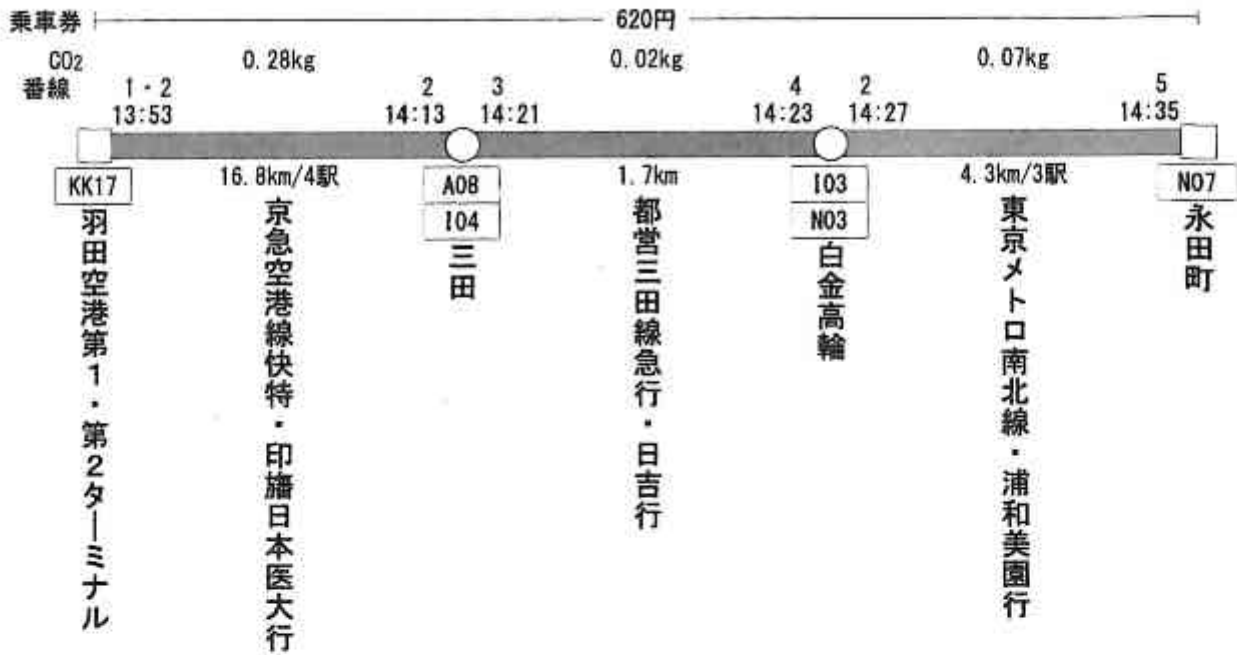 乗車券 620円
CO2 0.28kg 0.02kg 0.07kg
番線 1・2 2 3 4 2 5
13:53 14:13 14:21 14:23 14:27 14:35
16.8km/4駅 1.7km 4.3km/3駅
KK17 A08 I03 N07
I04 N03
羽田空港第1・第2ターミナル
京急空港線快特・印旛日本医大行
三田
都営三田線急行・日吉行
白金高輪
東京メトロ南北線・浦和美園行
永田町